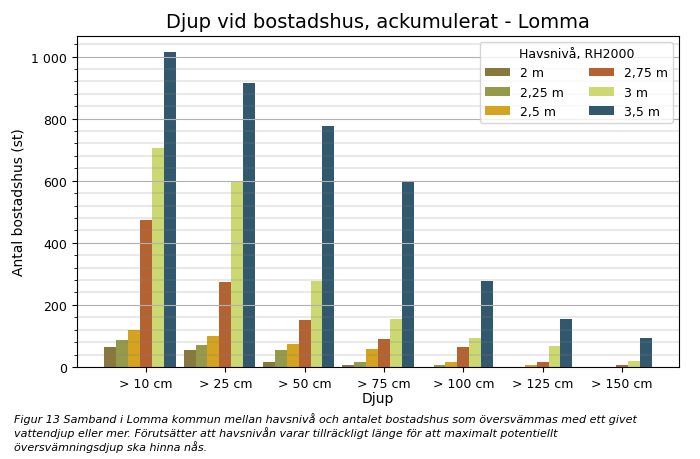 Djup vid bostadshus, ackumulerat - Lomma
Havsnivå, RH2000
2 m
2,25 m
2,5 m
2,75 m
3 m
3,5 m
Antal bostadshus (st)
1 000
800
600
400
200
0
> 10 cm > 25 cm > 50 cm > 75 cm > 100 cm > 125 cm > 150 cm
Djup
Figur 13 Samband i Lomma kommun mellan havsnivå och antalet bostadshus som översvämmas med ett givet
vattendjup eller mer. Förutsätter att havsnivån varar tillräckligt länge för att maximalt potentiellt
översvämningsdjup ska hinna nås.